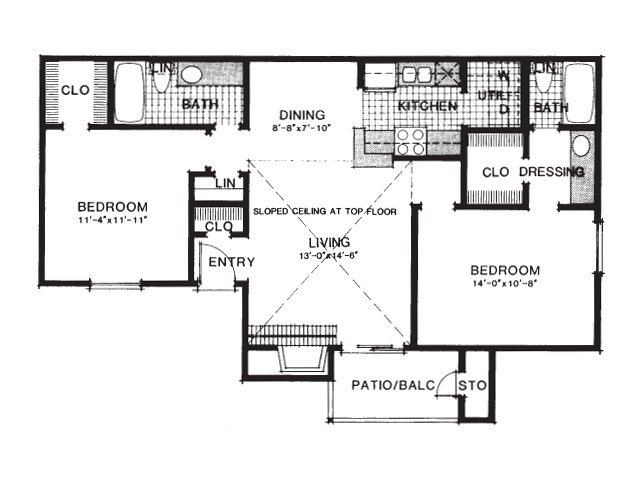 LIN
LIN
CLO
W
BATH
KITCHEN
UTIL
D
BATH
DINING
8'-8"x7'-10"
LIN
CLO
DRESSING
BEDROOM
11'-4"x11'-11"
SLOPED CEILING AT TOP FLOOR
CLO
LIVING
13'-0"x14'-6"
ENTRY
BEDROOM
14'-0"x10'-8"
PATIO/BALC
STO